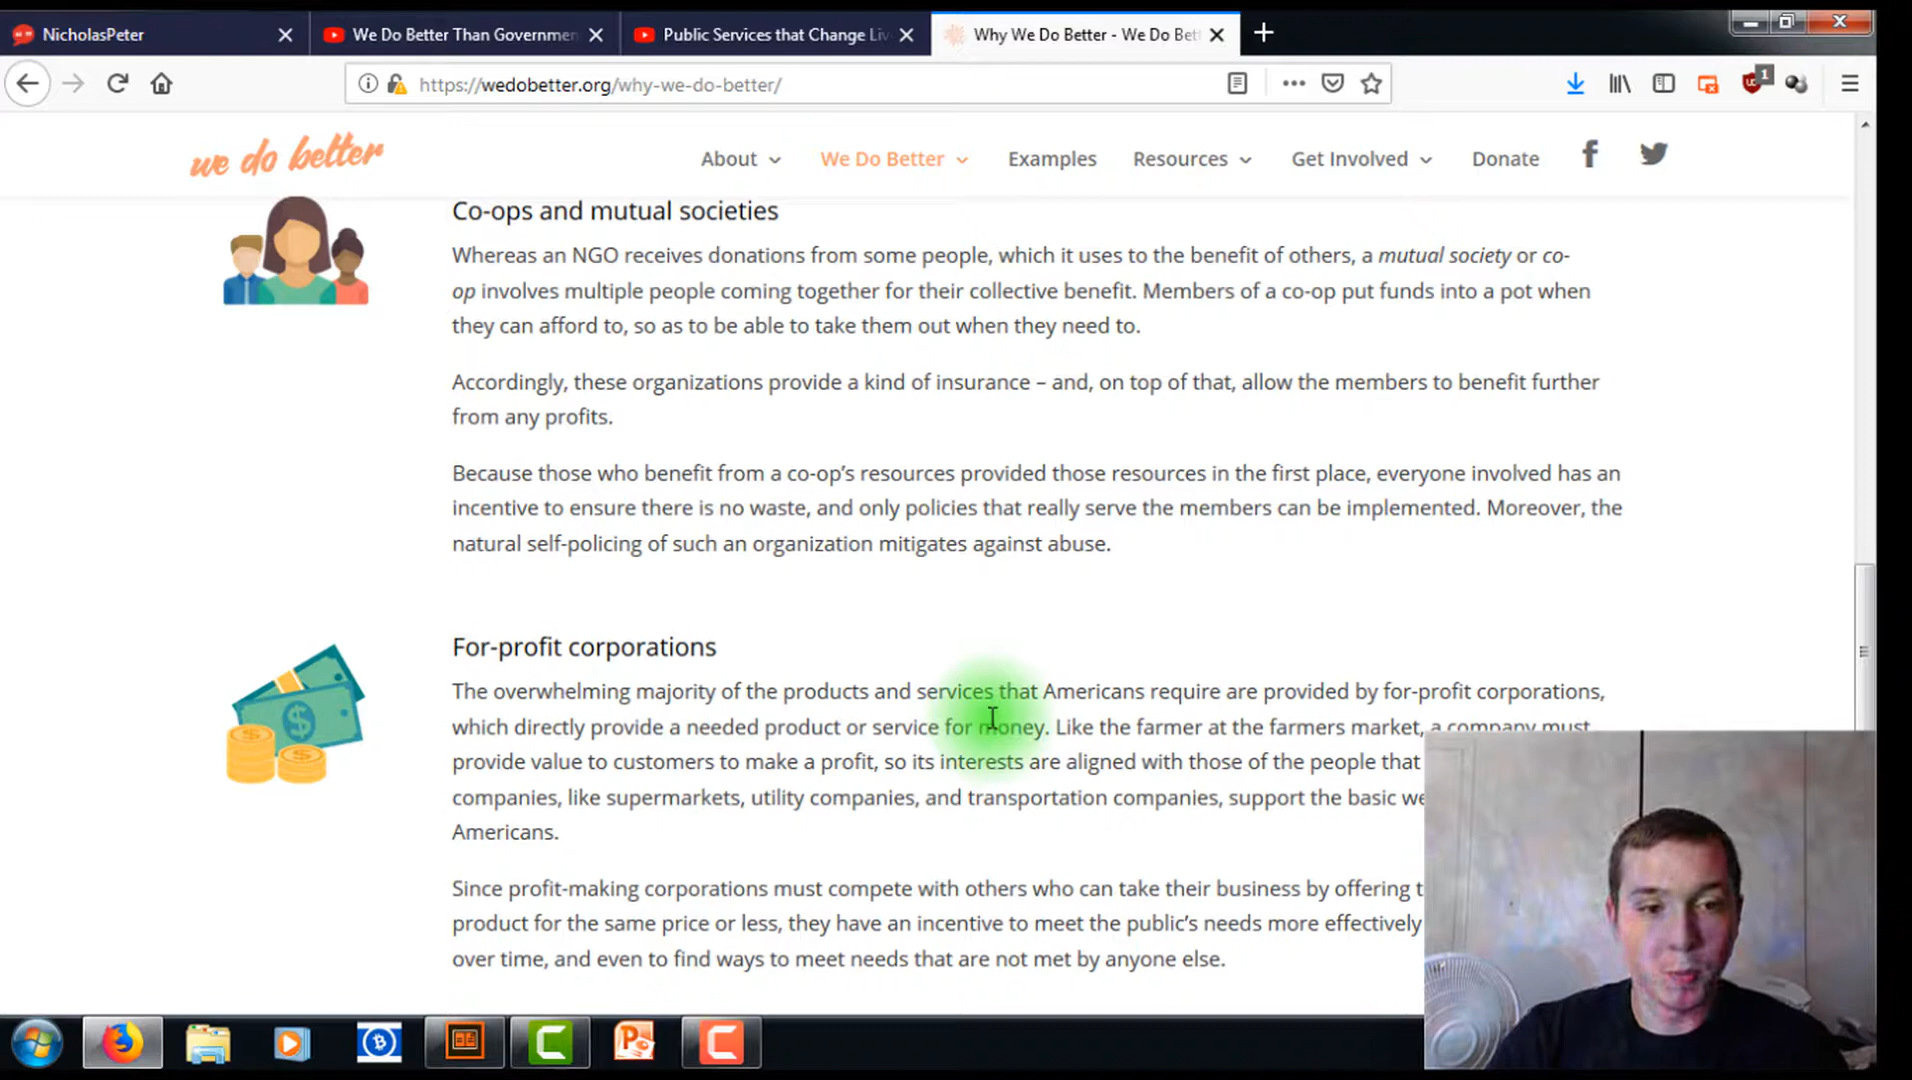 NicholasPeter
We Do Better Than Governmen
Public Services that Change Liv
Why We Do Better - We Do Bet
https://wedobetter.org/why-we-do-better/
1
we do better
About
We Do Better
Examples
Resources
Get Involved
Donate
Co-ops and mutual societies
Whereas an NGO receives donations from some people, which it uses to the benefit of others, a mutual society or co-
op involves multiple people coming together for their collective benefit. Members of a co-op put funds into a pot when
they can afford to, so as to be able to take them out when they need to.
Accordingly, these organizations provide a kind of insurance – and, on top of that, allow the members to benefit further
from any profits.
Because those who benefit from a co-op's resources provided those resources in the first place, everyone involved has an
incentive to ensure there is no waste, and only policies that really serve the members can be implemented. Moreover, the
natural self-policing of such an organization mitigates against abuse.
For-profit corporations
The overwhelming majority of the products and services that Americans require are provided by for-profit corporations,
which directly provide a needed product or service for money. Like the farmer at the farmers market, a company must
provide value to customers to make a profit, so its interests are aligned with those of the people that
companies, like supermarkets, utility companies, and transportation companies, support the basic we
Americans.
Since profit-making corporations must compete with others who can take their business by offering t
product for the same price or less, they have an incentive to meet the public's needs more effectively
over time, and even to find ways to meet needs that are not met by anyone else.